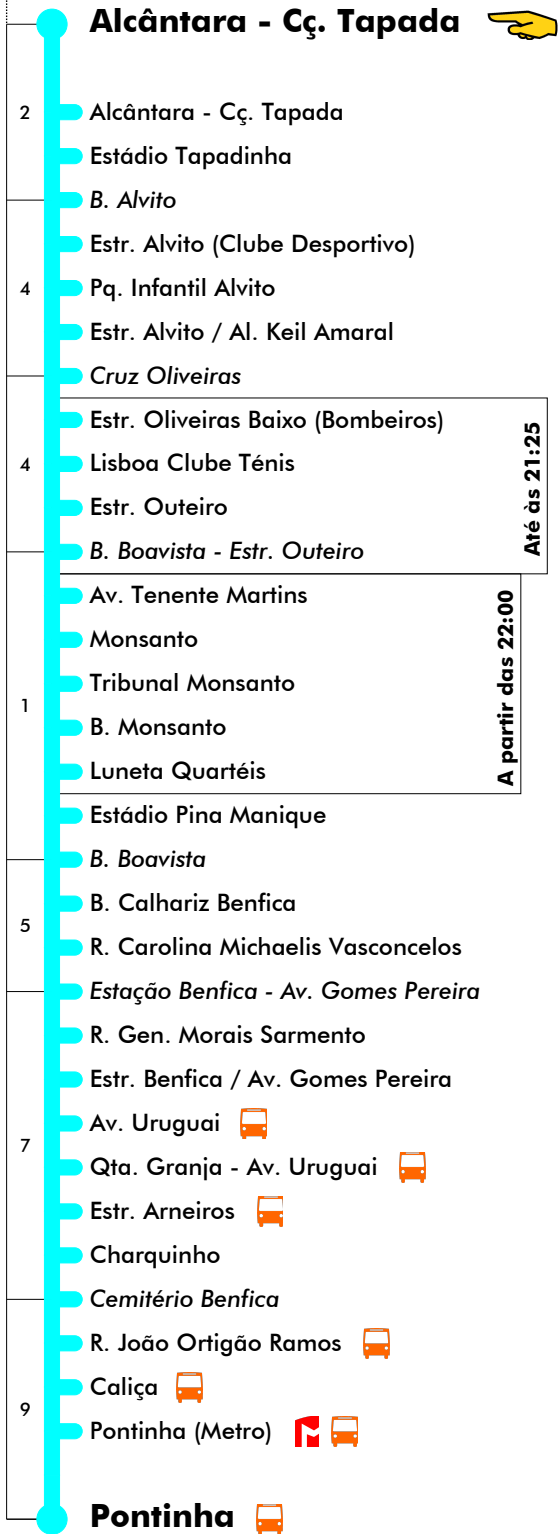 Alcântara - Cç. Tapada
2
Alcântara - Cç. Tapada
Estádio Tapadinha
B. Alvito
Estr. Alvito (Clube Desportivo)
4
Pq. Infantil Alvito
Estr. Alvito / Al. Keil Amaral
Cruz Oliveiras
Estr. Oliveiras Baixo (Bombeiros)
4
Lisboa Clube Ténis
Estr. Outeiro
B. Boavista - Estr. Outeiro
Até às 21:25
Av. Tenente Martins
Monsanto
Tribunal Monsanto
1
B. Monsanto
Luneta Quartéis
A partir das 22:00
Estádio Pina Manique
B. Boavista
B. Calhariz Benfica
5
R. Carolina Michaelis Vasconcelos
Estação Benfica - Av. Gomes Pereira
R. Gen. Morais Sarmento
Estr. Benfica / Av. Gomes Pereira
Av. Uruguai
7
Qta. Granja - Av. Uruguai
Estr. Arneiros
Charquinho
Cemitério Benfica
R. João Ortigão Ramos
Caliça
9
Pontinha (Metro)
Pontinha